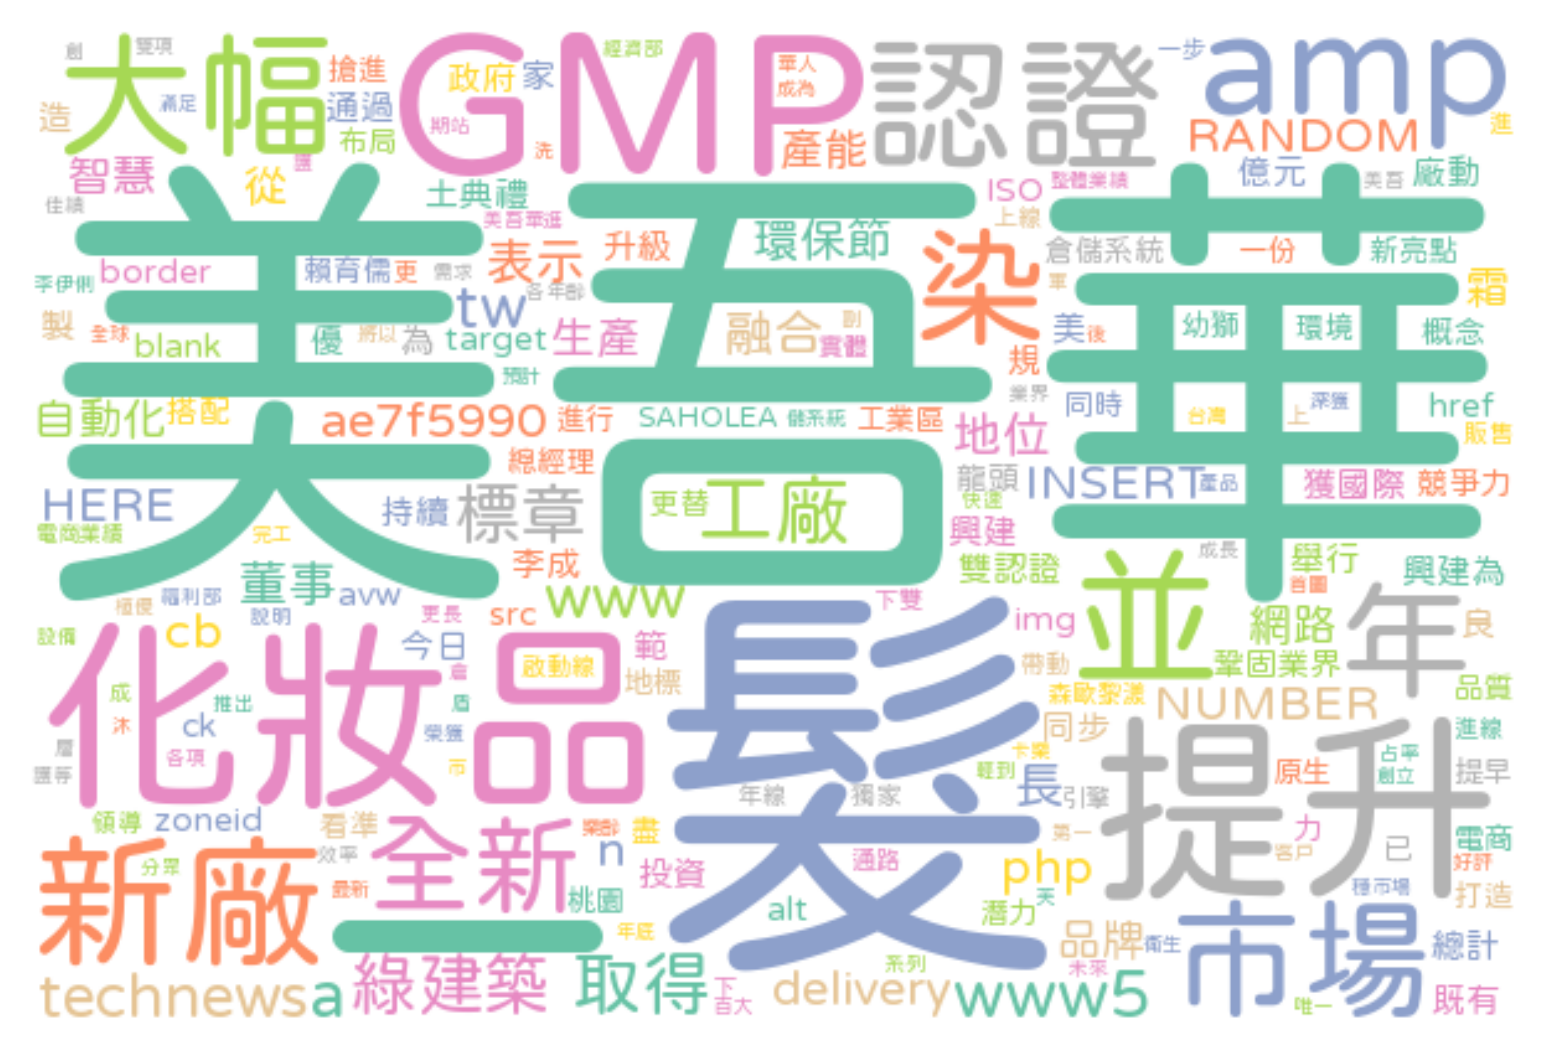 創
雙項
大幅
搶進
GMP
政府
家
經濟部
華人
成為
認證
一步
amp
造
滿足
通過
布局
期站
洗
產能
RANDOM
進
智慧
從
土典禮
ISO
整體業績
億元
美吾
廠動
佳績
美吾華
上線
美
吾
華
環保節
染
倉儲系統
一份
新亮點
李伊俐
border
賴育儒
更
需求
表示
升級
各年齡
霜
製
全球
blank
優
將以
為
tw
target
生產
融合
實體
美
後
幼獅
環境
概念
預計
規
業界
自動化
搭配
ae7f5990
進行
SAHOLEA
儲系統
工業區
地位
同時
台灣
上
深獲
href
販售
總經理
HERE
持續
標章
更替
工廠
龍頭
快速
INSERT
產品
獲國際
競爭力
電商業績
完工
興建
李成
雙認證
成長
舉行
首圖
興建為
董事
福利部
avw
植優
說明
更長
src
www
下雙
img
並
網路
年
良
設備
cb
今日
範
啟動線
地標
帶動
鞏固業界
化妝品
髮
森歐黎漾
NUMBER
品質
成
推出
沐
ck
倉
盾
榮獲
同步
提升
進線
各項
層
市
卡樂
輕到
長
引擎
原生
占率
創立
提早
年線
獨家
領導
zoneid
看準
盡
第一
力
客戶
已
電商
好評
新廠
分眾
效率
全新
最新
n
投資
通路
php
種市場
打造
桃園
alt
潛力
天
一
年底
品牌
衛生
市場
總計
technews
a
綠建築
取得
下
百大
系列
delivery
未來
www5
唯一
既有